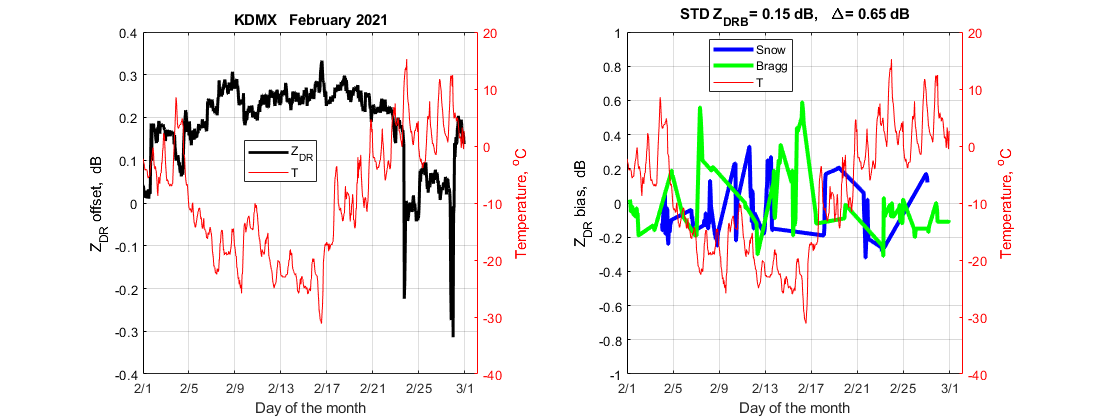 KDMX February 2021
0.4
0.3
0.2
0.1
0
-0.1
-0.2
-0.3
-0.4
Z_DR offset, dB
20
10
0
-10
-20
-30
-40
Temperature, °C
Z_DR
T
2/1 2/5 2/9 2/13 2/17 2/21 2/25 3/1
Day of the month
STD Z_DRB = 0.15 dB, Δ = 0.65 dB
1
0.8
0.6
0.4
0.2
0
-0.2
-0.4
-0.6
-0.8
-1
Z_DR bias, dB
20
10
0
-10
-20
-30
-40
Temperature, °C
Snow
Bragg
T
2/1 2/5 2/9 2/13 2/17 2/21 2/25 3/1
Day of the month